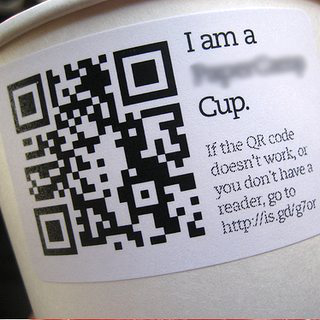 I am a
Cup.
If the QR code
doesn't work, or
you don't have a
reader, go to
http://is.gd/g7or